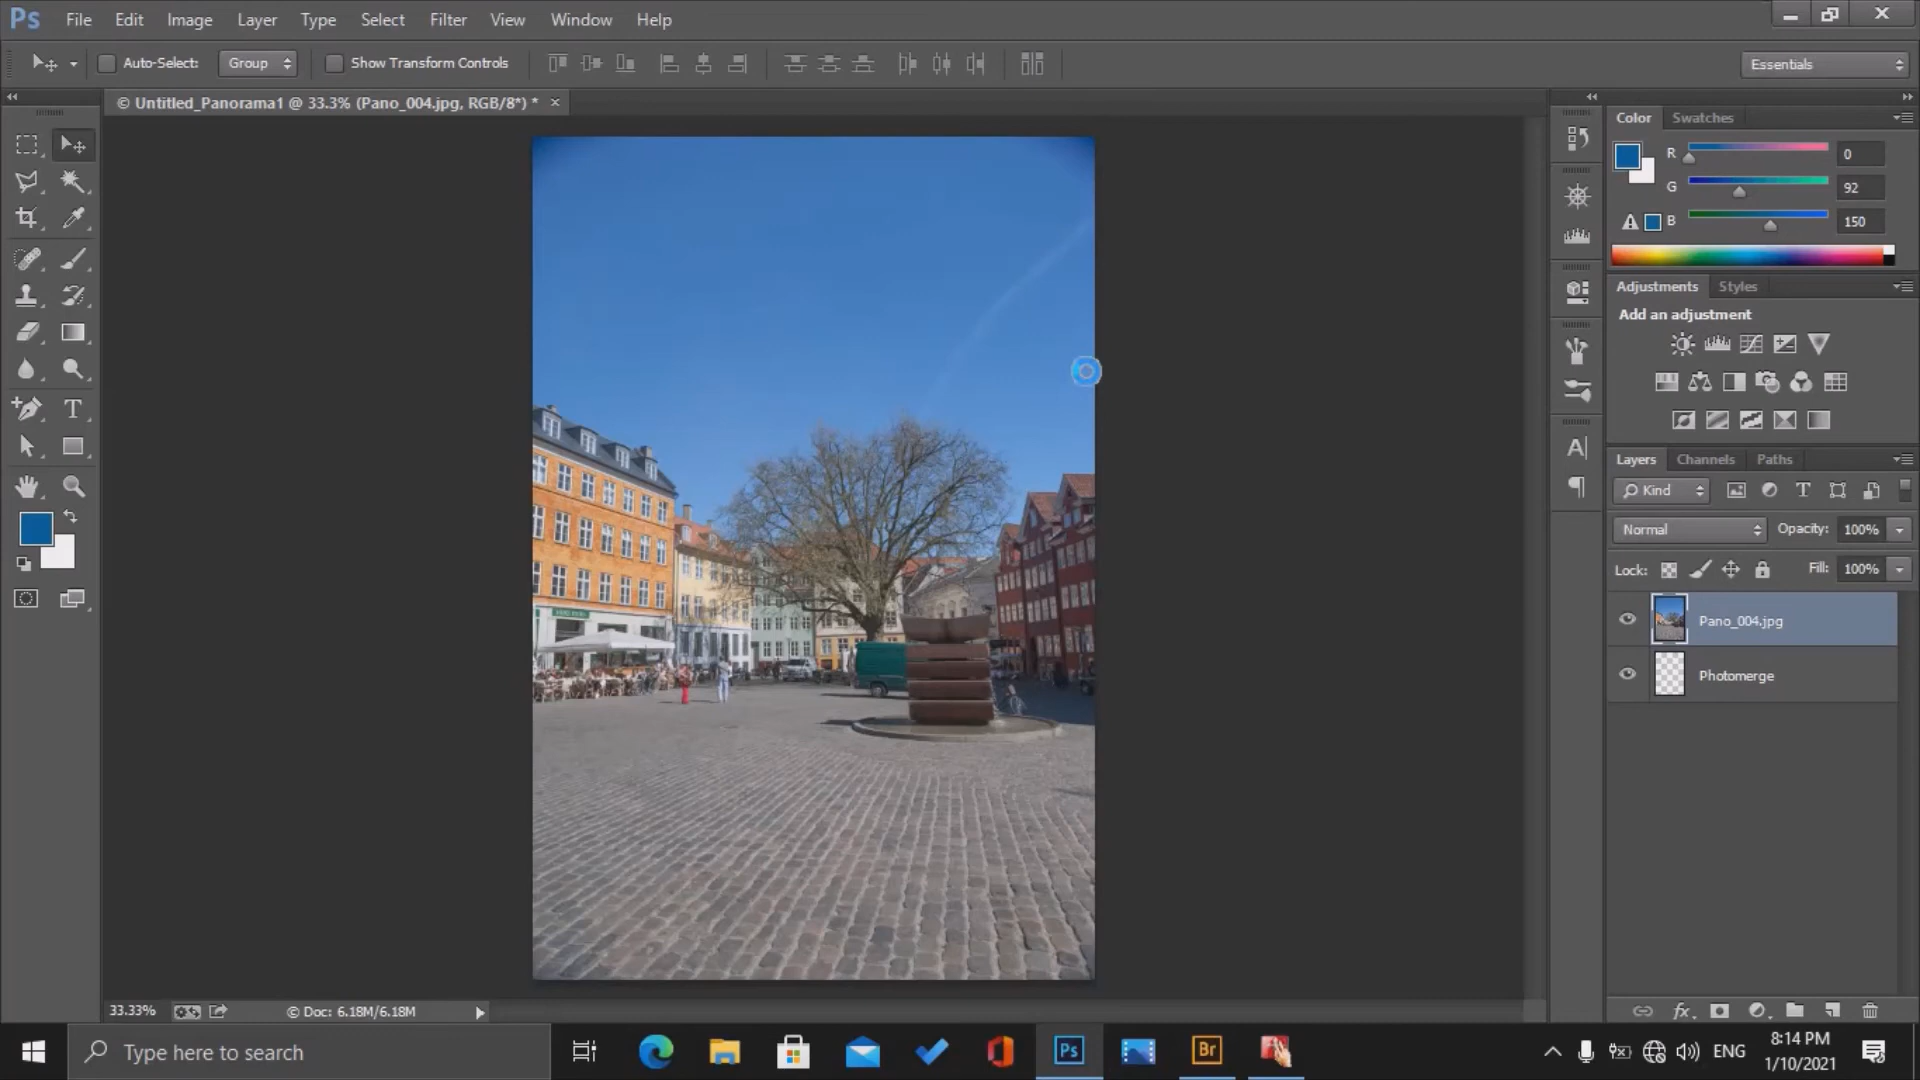 Ps File Edit Image Layer Type Select Filter View Window Help
Auto-Select: Group Show Transform Controls Essentials
© Untitled_Panorama1 @ 33.3% (Pano_004.jpg, RGB/8*) * ×
Color Swatches
R 0
G 92
B 150
Adjustments Styles
Add an adjustment
Layers Channels Paths
Kind
Normal Opacity: 100%
Lock: Fill: 100%
Pano_004.jpg
Photomerge
33.33% © Doc: 6.18M/6.18M
Type here to search
Ps
Br
ENG
8:14 PM
1/10/2021